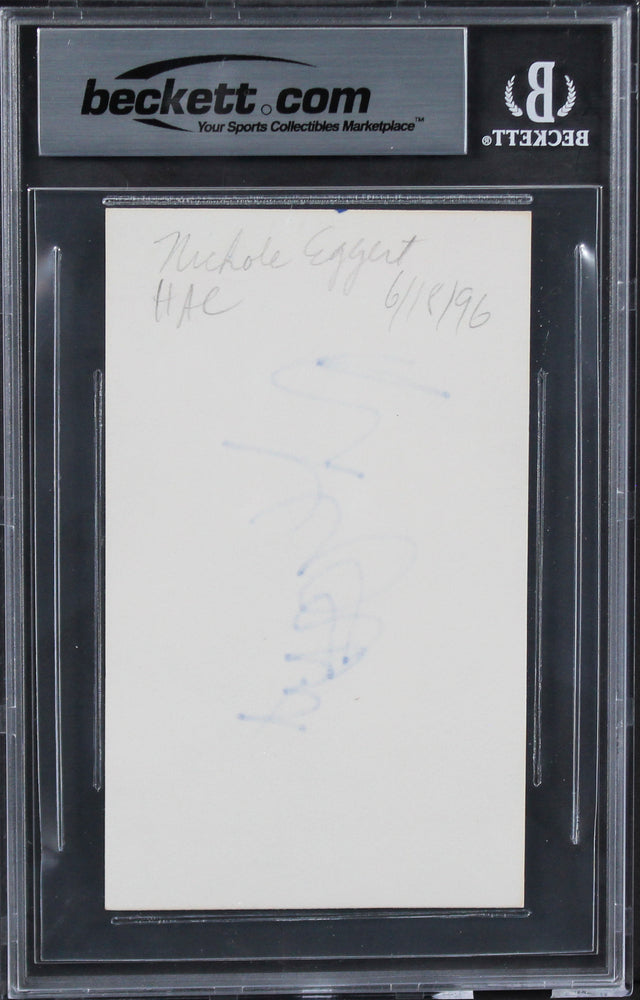 beckett.com
Your Sports Collectibles Marketplace™
B
BECKETT®
Nichole Eggert
HAC 6/18/96